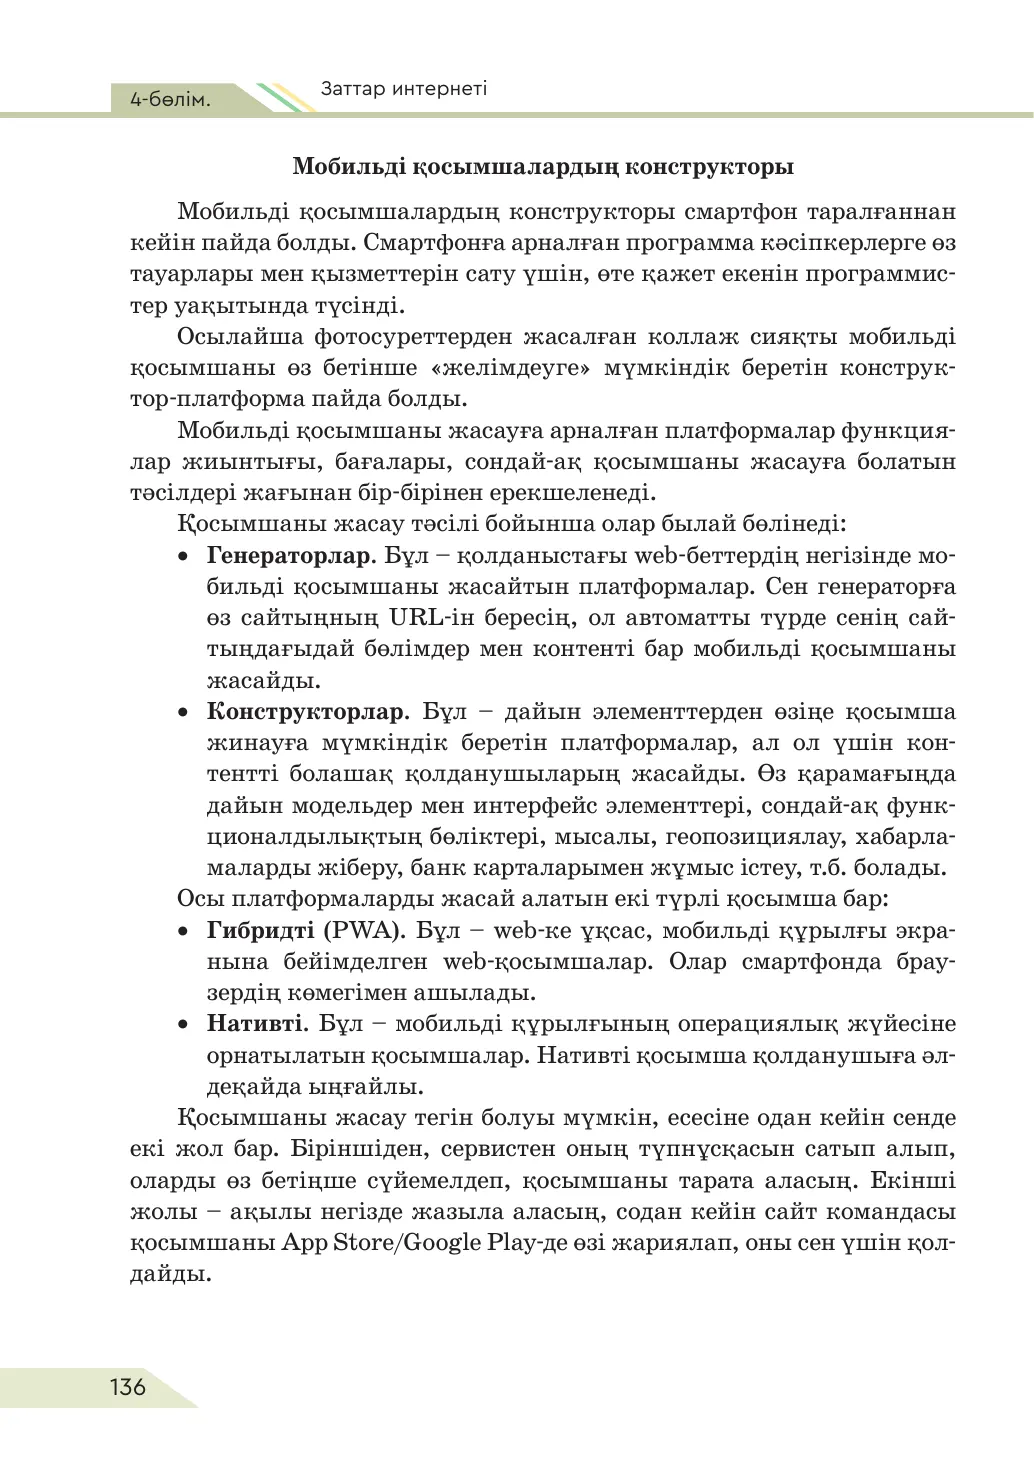 4-бөлім.
Заттар интернеті
Мобильді қосымшалардың конструкторы
Мобильді қосымшалардың конструкторы смартфон таралғаннан
кейін пайда болды. Смартфонға арналған программа кәсіпкерлерге өз
тауарлары мен қызметтерін сату үшін, өте қажет екенін программис-
тер уақытында түсінді.
Осылайша фотосуреттерден жасалған коллаж сияқты мобильді
қосымшаны өз бетінше «желімдеуге» мүмкіндік беретін конструк-
тор-платформа пайда болды.
Мобильді қосымшаны жасауға арналған платформалар функция-
лар жиынтығы, бағалары, сондай-ақ қосымшаны жасауға болатын
тәсілдері жағынан бір-бірінен ерекшеленеді.
Қосымшаны жасау тәсілі бойынша олар былай бөлінеді:
• Генераторлар. Бұл – қолданыстағы web-беттердің негізінде мо-
бильді қосымшаны жасайтын платформалар. Сен генераторға
өз сайтыңның URL-ін бересің, ол автоматты түрде сенің сай-
тыңдағыдай бөлімдер мен контенті бар мобильді қосымшаны
жасайды.
• Конструкторлар. Бұл – дайын элементтерден өзіңе қосымша
жинауға мүмкіндік беретін платформалар, ал ол үшін кон-
тентті болашақ қолданушыларың жасайды. Өз қарамағыңда
дайын модельдер мен интерфейс элементтері, сондай-ақ функ-
ционалдылықтың бөліктері, мысалы, геопозициялау, хабарла-
маларды жіберу, банк карталарымен жұмыс істеу, т.б. болады.
Осы платформаларды жасай алатын екі түрлі қосымша бар:
• Гибридті (PWA). Бұл – web-ке ұқсас, мобильді құрылғы экра-
нына бейімделген web-қосымшалар. Олар смартфонда брау-
зердің көмегімен ашылады.
• Нативті. Бұл – мобильді құрылғының операциялық жүйесіне
орнатылатын қосымшалар. Нативті қосымша қолданушыға әл-
деқайда ыңғайлы.
Қосымшаны жасау тегін болуы мүмкін, есесіне одан кейін сенде
екі жол бар. Біріншіден, сервистен оның түпнұсқасын сатып алып,
оларды өз бетіңше сүйемелдеп, қосымшаны тарата аласың. Екінші
жолы – ақылы негізде жазыла аласың, содан кейін сайт командасы
қосымшаны App Store/Google Play-де өзі жариялап, оны сен үшін қол-
дайды.
136